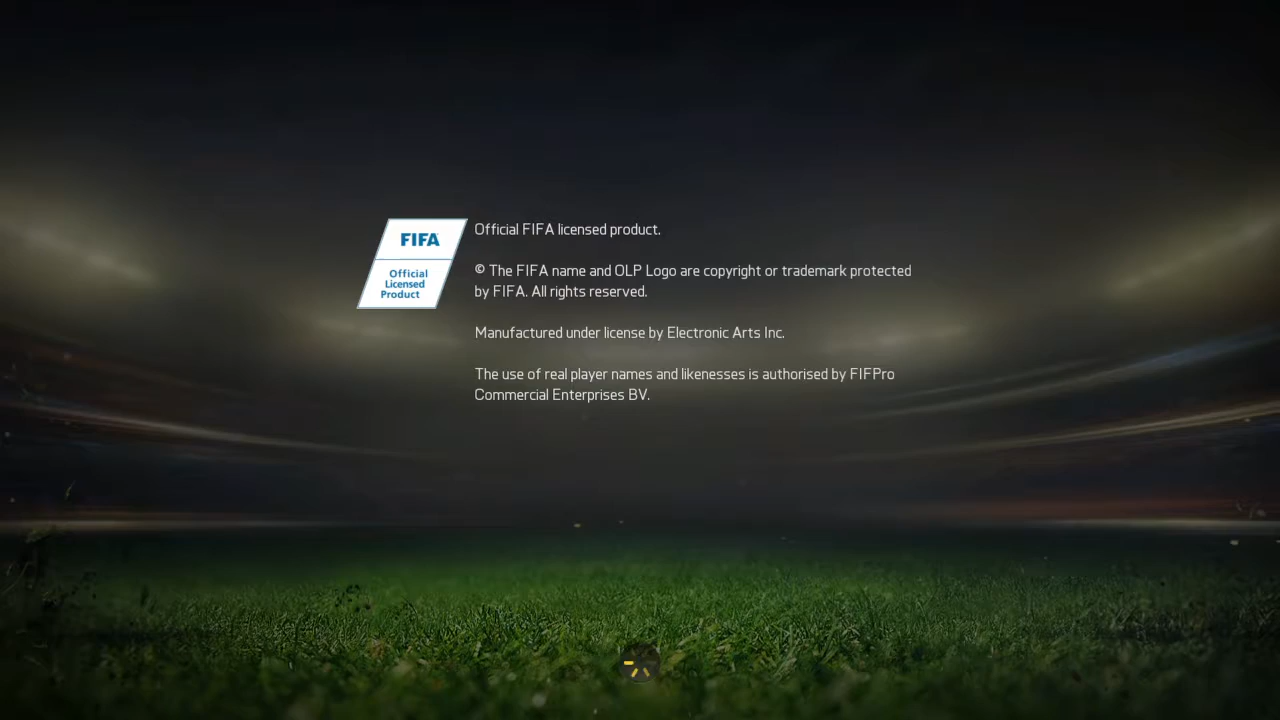 FIFA
Official
Licensed
Product
Official FIFA licensed product.
© The FIFA name and OLP Logo are copyright or trademark protected
by FIFA. All rights reserved.
Manufactured under license by Electronic Arts Inc.
The use of real player names and likenesses is authorised by FIFPro
Commercial Enterprises BV.